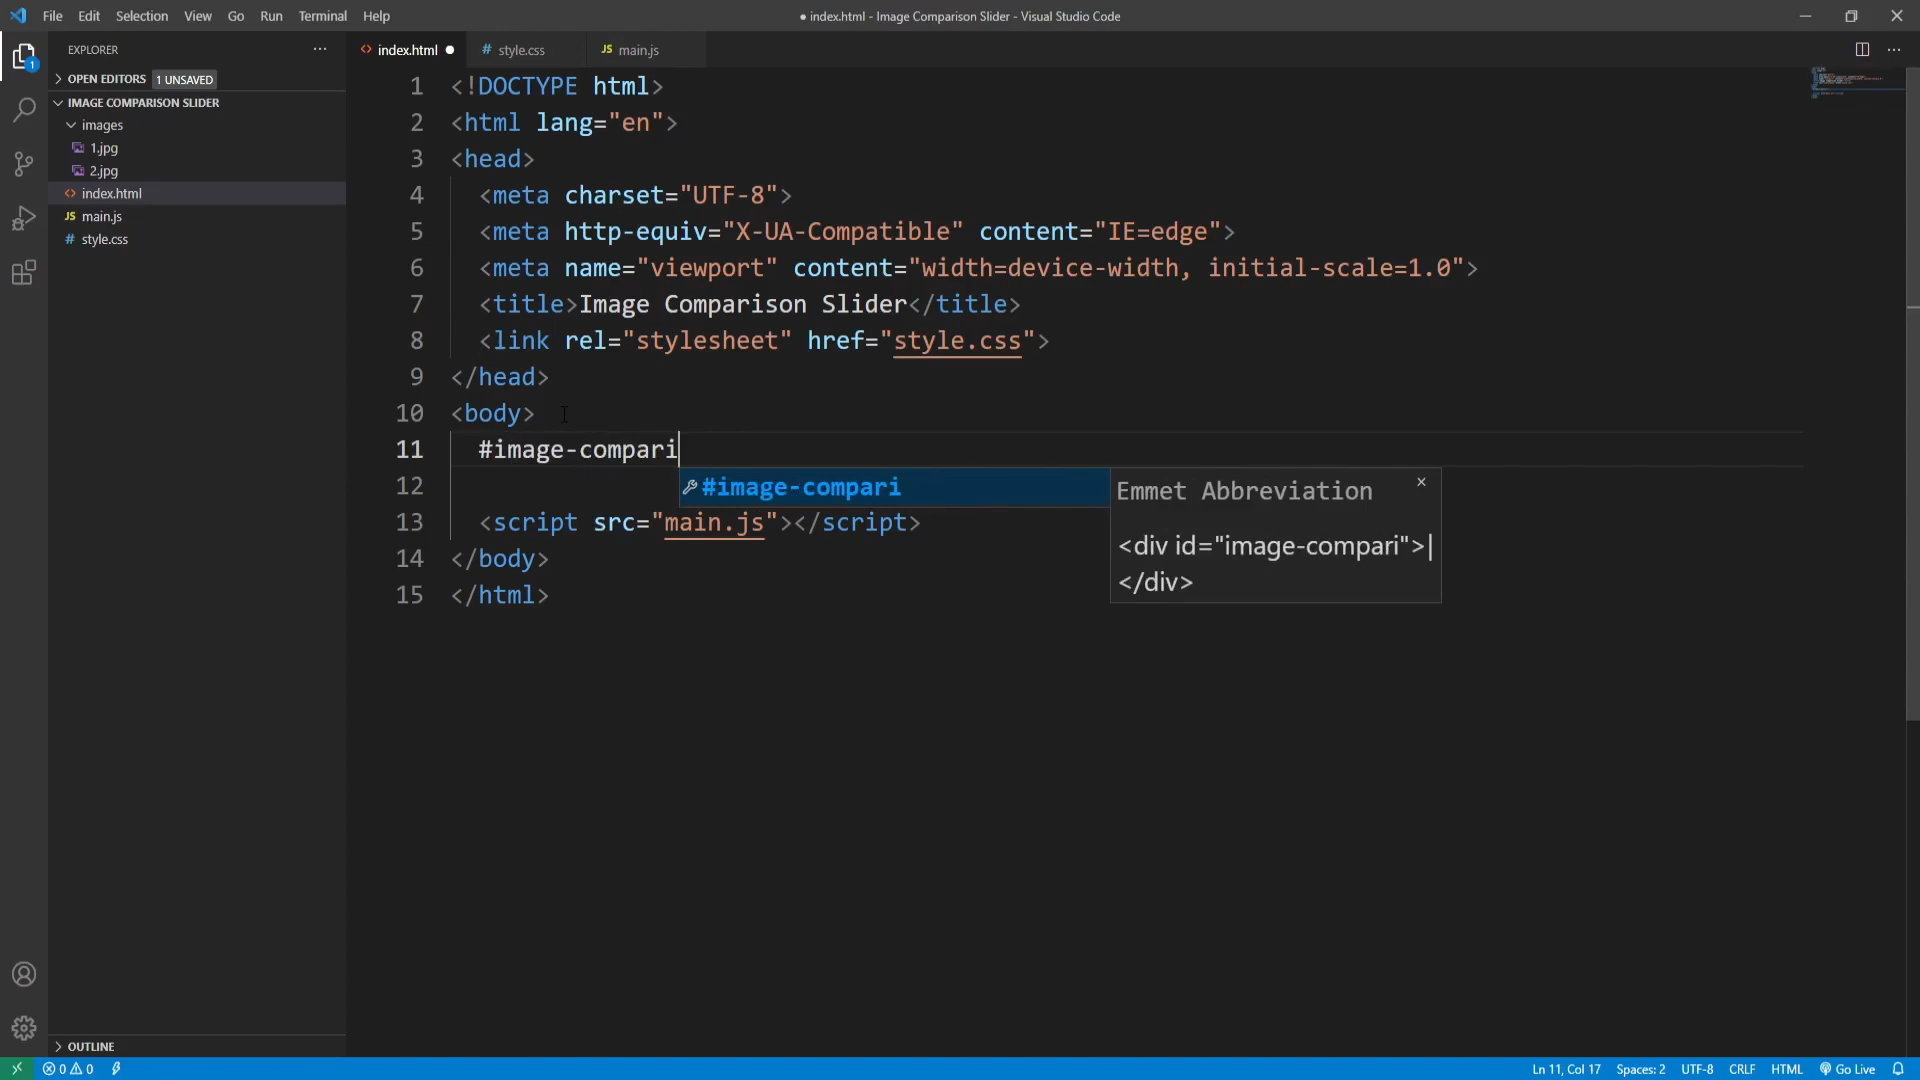 File Edit Selection View Go Run Terminal Help
● index.html - Image Comparison Slider - Visual Studio Code
EXPLORER ...
index.html ●
# style.css
JS main.js
...
1
OPEN EDITORS 1 UNSAVED
IMAGE COMPARISON SLIDER
images
1.jpg
2.jpg
<> index.html
JS main.js
# style.css
OUTLINE
1 <!DOCTYPE html>
2 <html lang="en">
3 <head>
4 <meta charset="UTF-8">
5 <meta http-equiv="X-UA-Compatible" content="IE=edge">
6 <meta name="viewport" content="width=device-width, initial-scale=1.0">
7 <title>Image Comparison Slider</title>
8 <link rel="stylesheet" href="style.css">
9 </head>
10 <body>
11 #image-compari
12
13 <script src="main.js"></script>
14 </body>
15 </html>
#image-compari
Emmet Abbreviation ×
<div id="image-compari">|
</div>
0 0
Ln 11, Col 17 Spaces: 2 UTF-8 CRLF HTML Go Live